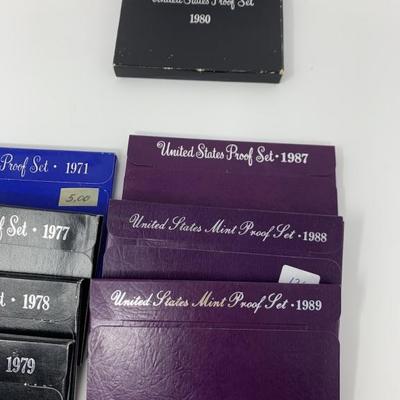 United States Proof Set
1980
Proof Set • 1971
5.00
Set • 1977
1978
1979
United States Proof Set • 1987
United States Mint Proof Set • 1988
United States Mint Proof Set • 1989